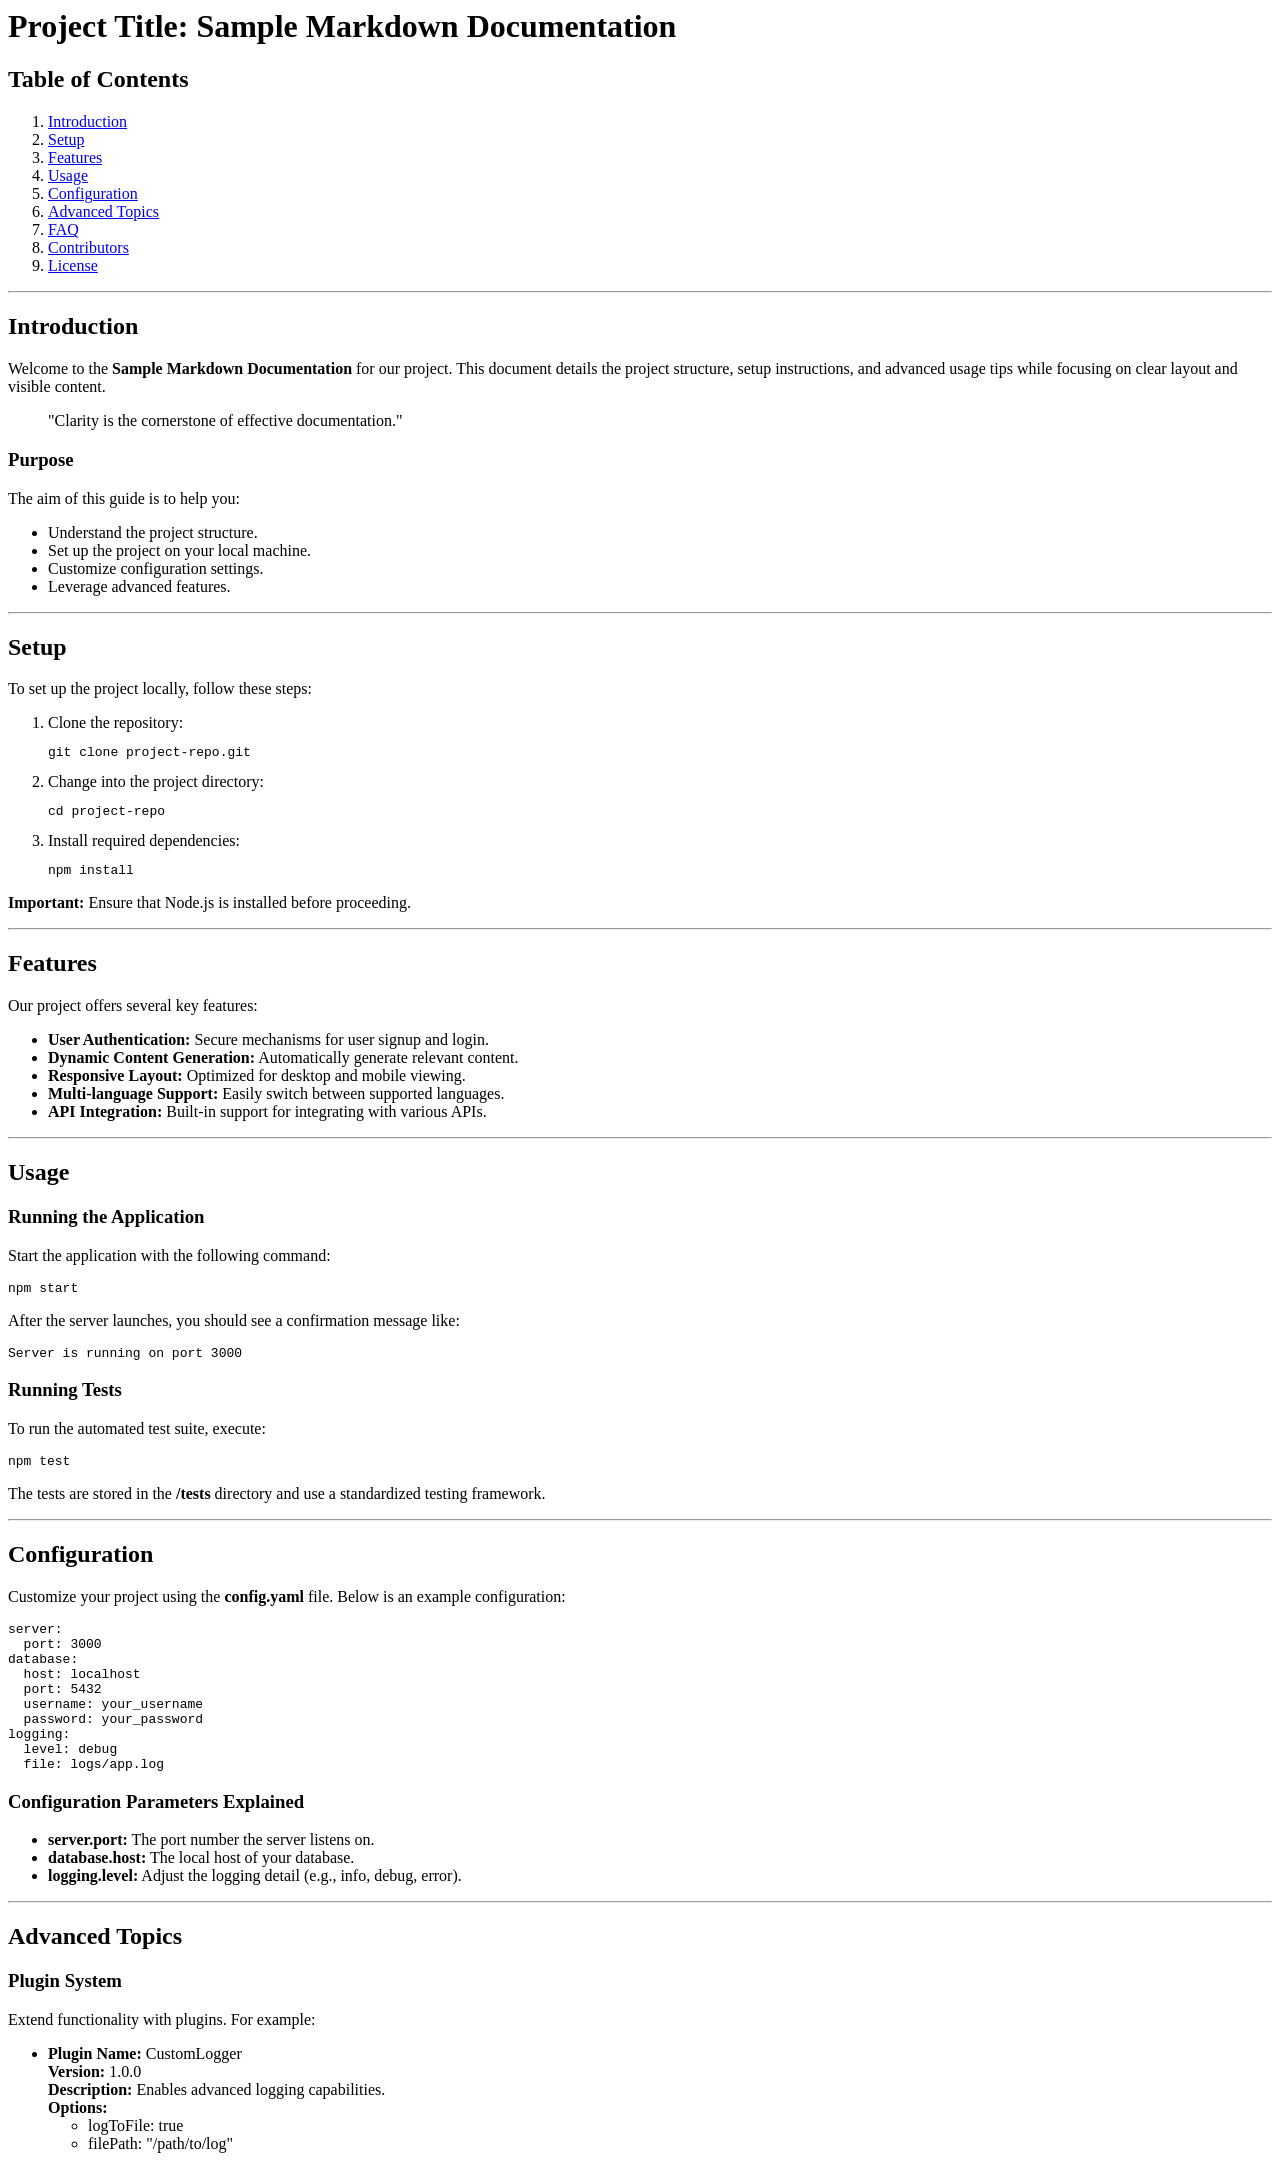 Project Title: Sample Markdown Documentation
Table of Contents
1. Introduction
2. Setup
3. Features
4. Usage
5. Configuration
6. Advanced Topics
7. FAQ
8. Contributors
9. License
Introduction
Welcome to the Sample Markdown Documentation for our project. This document details the project structure, setup instructions, and advanced usage tips while focusing on clear layout and
visible content.
"Clarity is the cornerstone of effective documentation."
Purpose
The aim of this guide is to help you:
• Understand the project structure.
• Set up the project on your local machine.
• Customize configuration settings.
• Leverage advanced features.
Setup
To set up the project locally, follow these steps:
1. Clone the repository:
git clone project-repo.git
2. Change into the project directory:
cd project-repo
3. Install required dependencies:
npm install
Important: Ensure that Node.js is installed before proceeding.
Features
Our project offers several key features:
• User Authentication: Secure mechanisms for user signup and login.
• Dynamic Content Generation: Automatically generate relevant content.
• Responsive Layout: Optimized for desktop and mobile viewing.
• Multi-language Support: Easily switch between supported languages.
• API Integration: Built-in support for integrating with various APIs.
Usage
Running the Application
Start the application with the following command:
npm start
After the server launches, you should see a confirmation message like:
Server is running on port 3000
Running Tests
To run the automated test suite, execute:
npm test
The tests are stored in the /tests directory and use a standardized testing framework.
Configuration
Customize your project using the config.yaml file. Below is an example configuration:
server:
  port: 3000
database:
  host: localhost
  port: 5432
  username: your_username
  password: your_password
logging:
  level: debug
  file: logs/app.log
Configuration Parameters Explained
• server.port: The port number the server listens on.
• database.host: The local host of your database.
• logging.level: Adjust the logging detail (e.g., info, debug, error).
Advanced Topics
Plugin System
Extend functionality with plugins. For example:
• Plugin Name: CustomLogger
Version: 1.0.0
Description: Enables advanced logging capabilities.
Options:
◦ logToFile: true
◦ filePath: "/path/to/log"